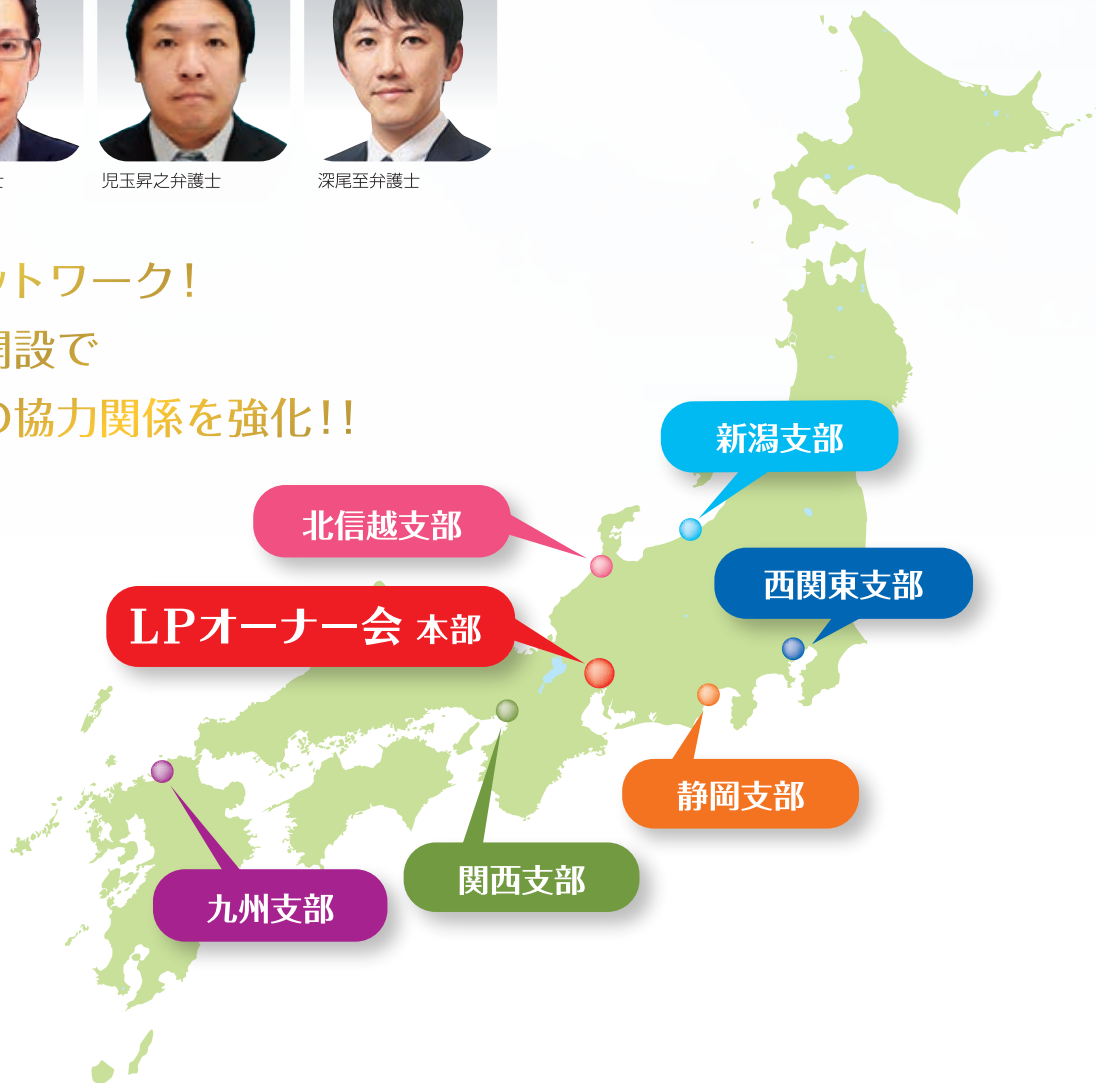 士
児玉昇之弁護士
深尾至弁護士
ットワーク!
開設で
の協力関係を強化!!
新潟支部
北信越支部
西関東支部
LPオーナー会 本部
静岡支部
関西支部
九州支部